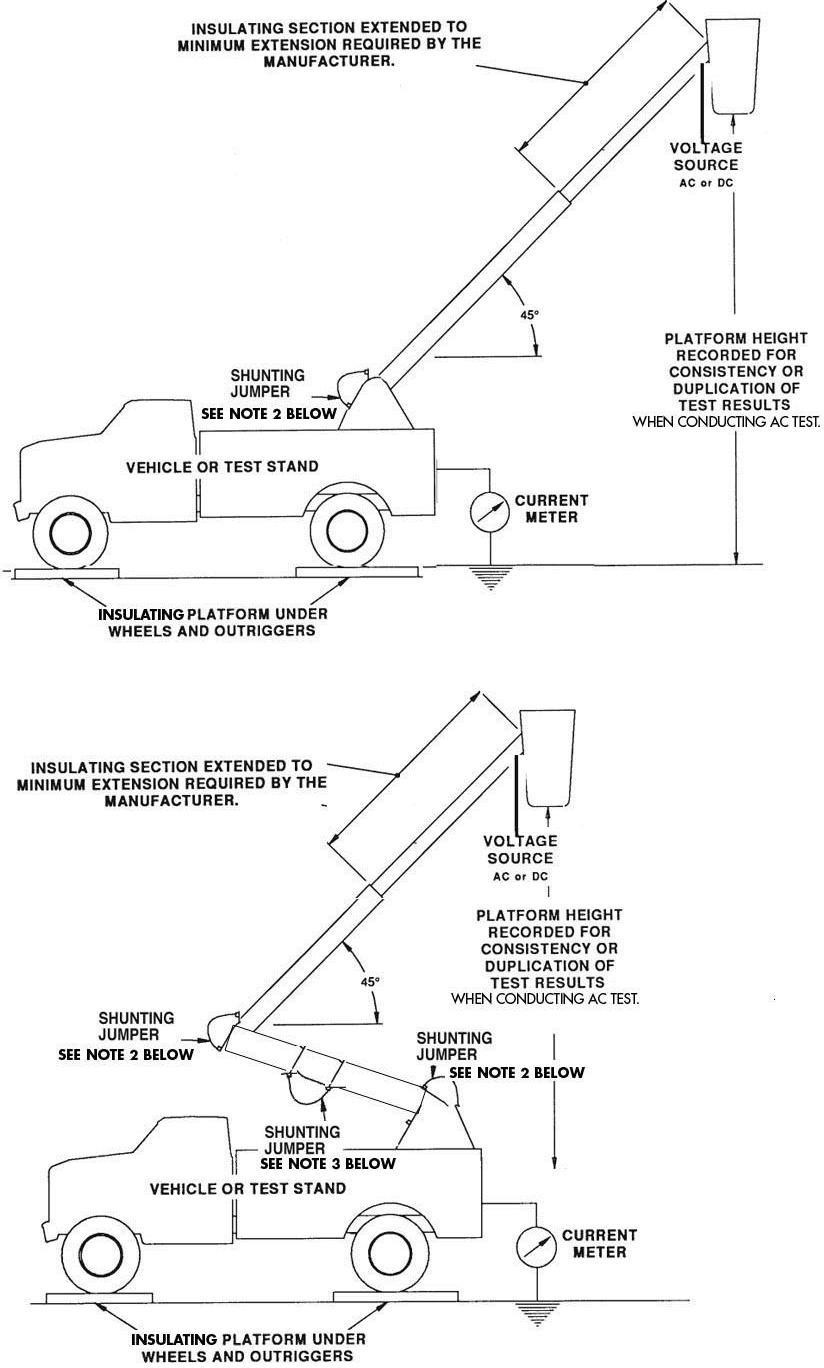 INSULATING SECTION EXTENDED TO
MINIMUM EXTENSION REQUIRED BY THE
MANUFACTURER.
VOLTAGE
SOURCE
AC or DC
45°
PLATFORM HEIGHT
RECORDED FOR
CONSISTENCY OR
DUPLICATION OF
TEST RESULTS
WHEN CONDUCTING AC TEST.
SHUNTING
JUMPER
SEE NOTE 2 BELOW
VEHICLE OR TEST STAND
CURRENT
METER
INSULATING PLATFORM UNDER
WHEELS AND OUTRIGGERS
INSULATING SECTION EXTENDED TO
MINIMUM EXTENSION REQUIRED BY THE
MANUFACTURER.
VOLTAGE
SOURCE
AC or DC
PLATFORM HEIGHT
RECORDED FOR
CONSISTENCY OR
DUPLICATION OF
TEST RESULTS
WHEN CONDUCTING AC TEST.
45°
SHUNTING
JUMPER
SEE NOTE 2 BELOW
SHUNTING
JUMPER
SEE NOTE 2 BELOW
SHUNTING
JUMPER
SEE NOTE 3 BELOW
VEHICLE OR TEST STAND
CURRENT
METER
INSULATING PLATFORM UNDER
WHEELS AND OUTRIGGERS